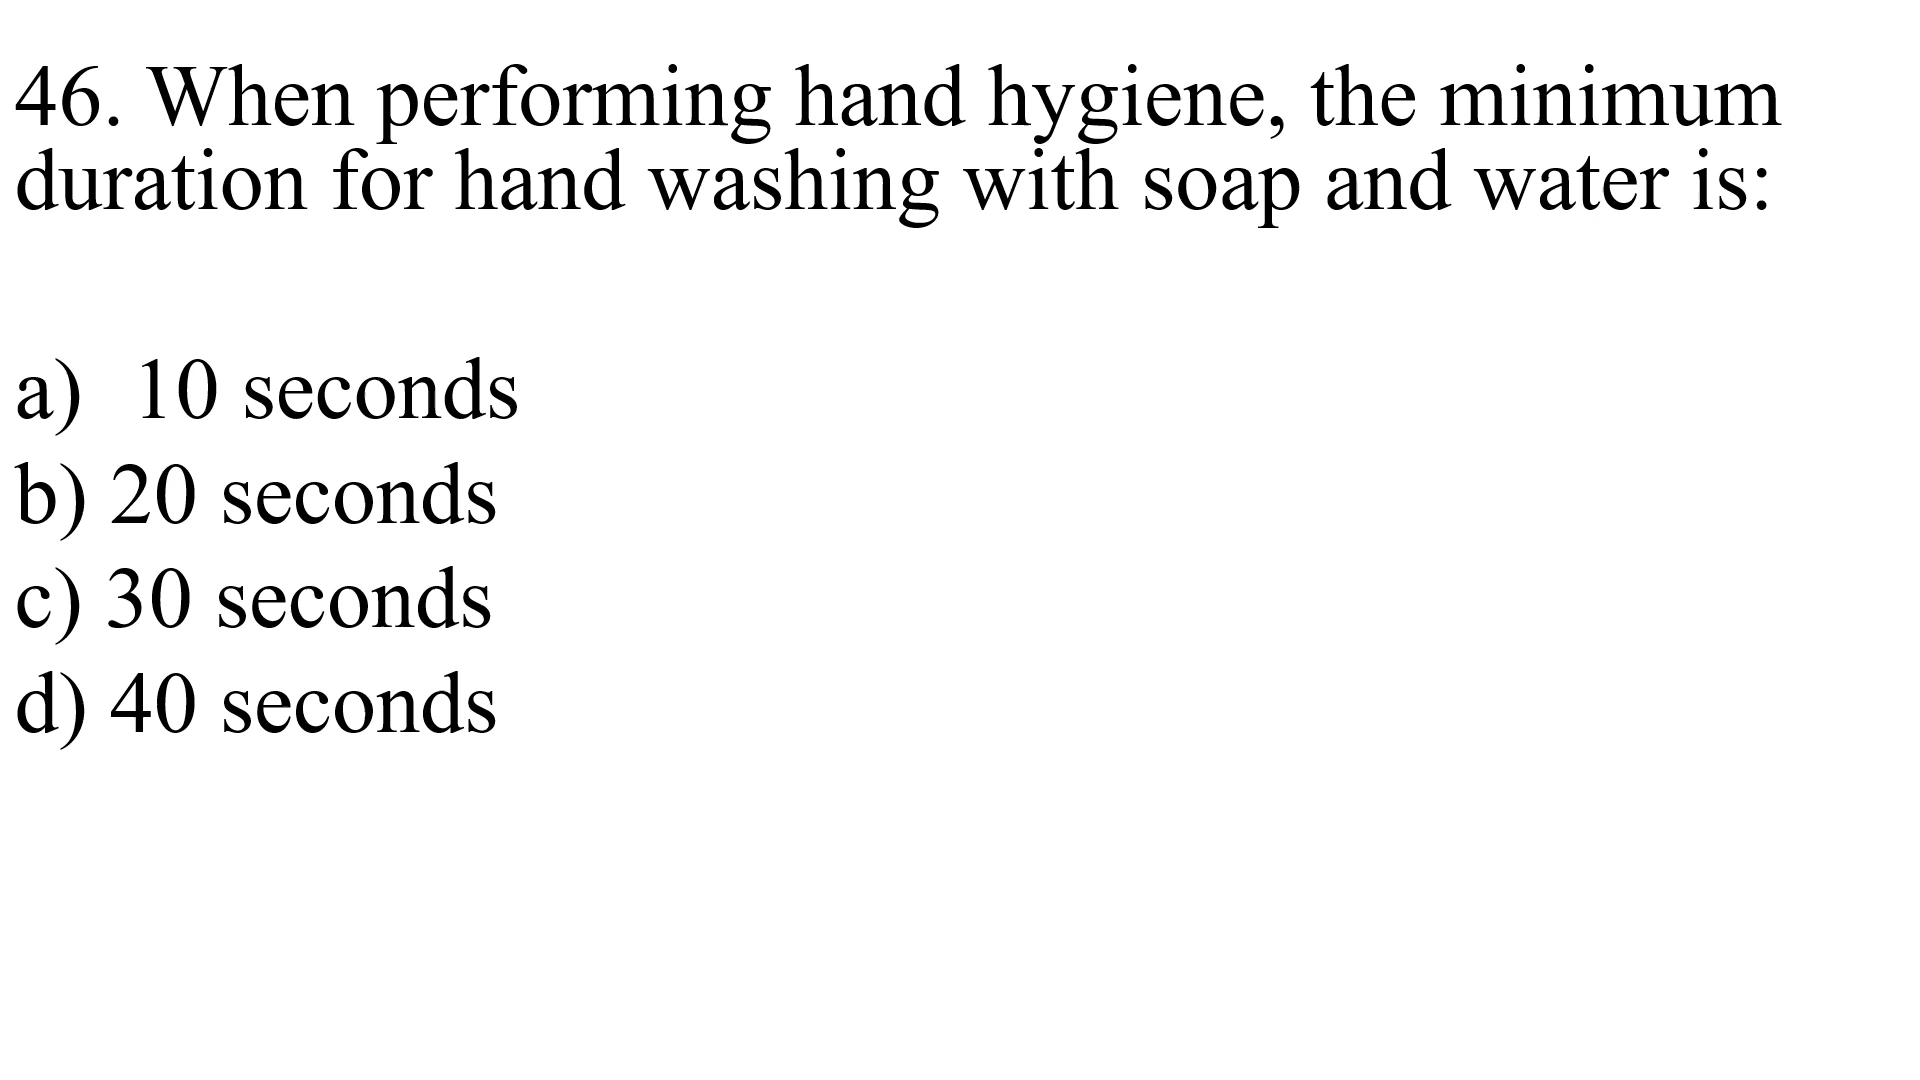 46. When performing hand hygiene, the minimum
duration for hand washing with soap and water is:
a) 10 seconds
b) 20 seconds
c) 30 seconds
d) 40 seconds